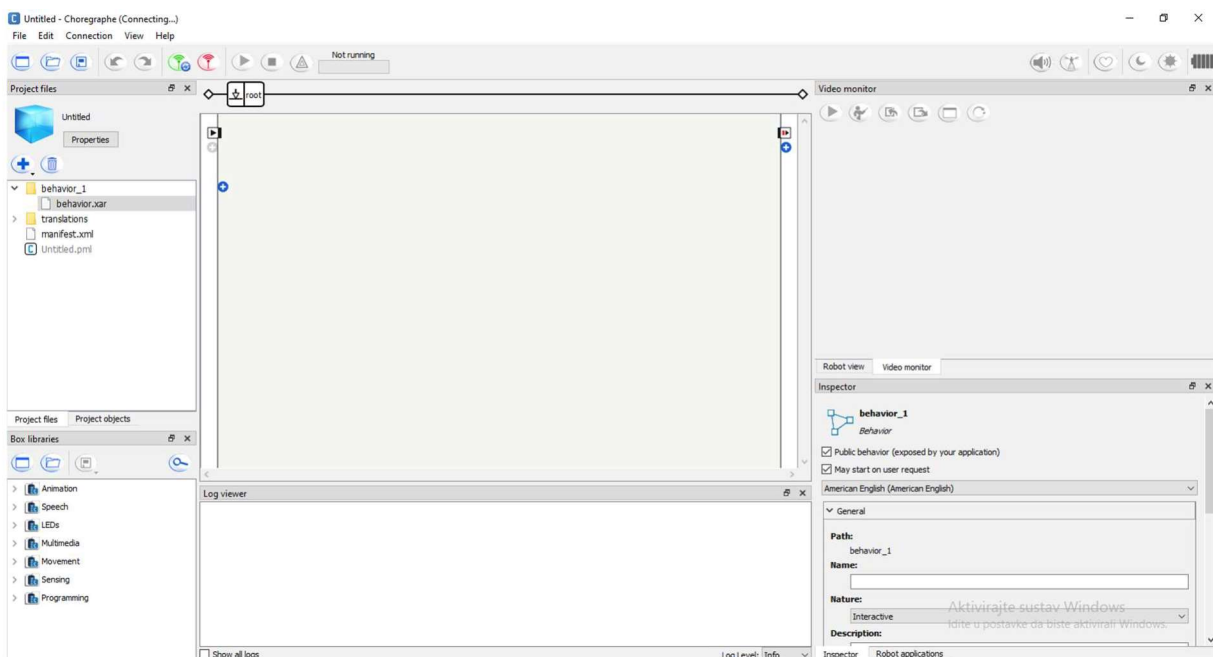 Untitled - Choregraphe (Connecting...)
File Edit Connection View Help
Not running
Project files
Untitled
Properties
behavior_1
behavior.xar
translations
manifest.xml
Untitled.pml
Project files Project objects
Box libraries
Animation
Speech
LEDs
Multimedia
Movement
Sensing
Programming
root
Log viewer
Show all logs
Log Level: Info
Video monitor
Robot view Video monitor
Inspector
behavior_1
Behavior
Public behavior (exposed by your application)
May start on user request
American English (American English)
General
Path:
behavior_1
Name:
Nature:
Interactive
Description:
Aktivirajte sustav Windows
Idite u postavke da biste aktivirali Windows.
Inspector Robot applications